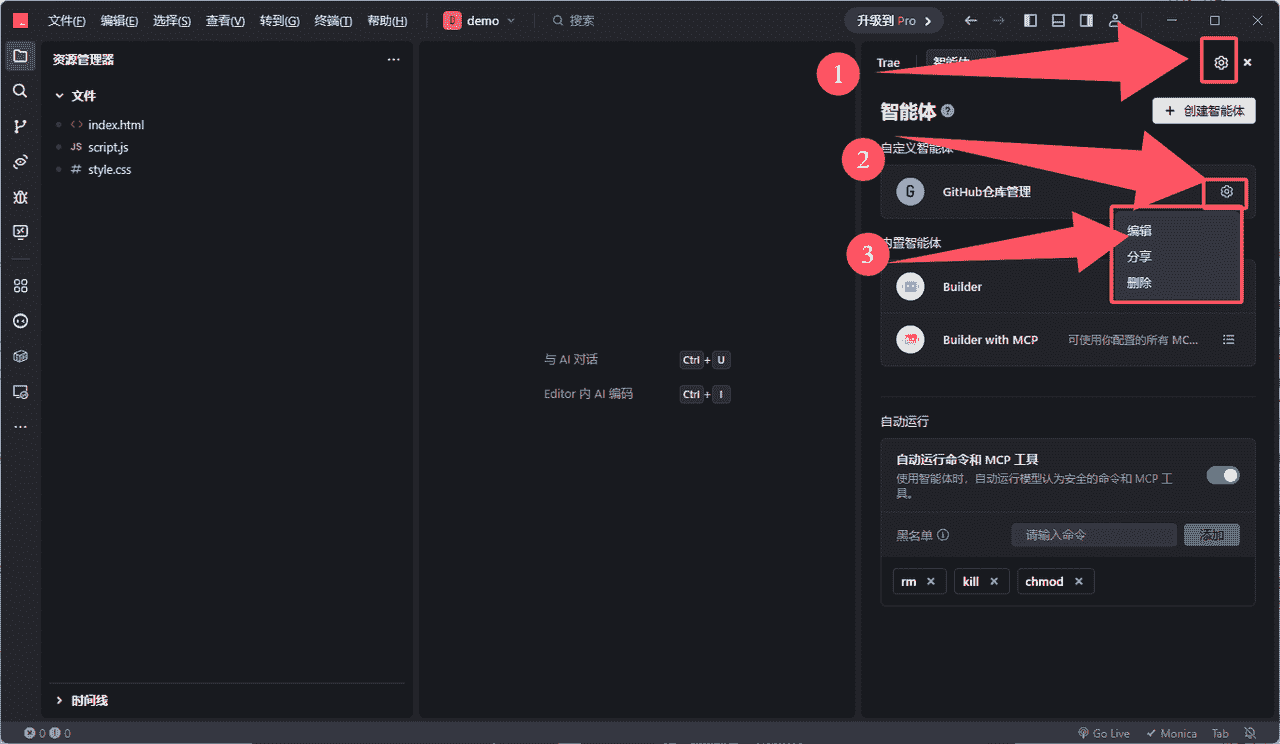 文件(F) 编辑(E) 选择(S) 查看(V) 转到(G) 终端(T) 帮助(H) D demo 搜索 升级到 Pro
资源管理器
文件
index.html
JS script.js
# style.css
时间线
与 AI 对话 Ctrl + U
Editor 内 AI 编码 Ctrl + I
1
Trae 智能体
智能体
+ 创建智能体
2
自定义智能体
G GitHub仓库管理
编辑
分享
删除
3
内置智能体
Builder
Builder with MCP 可使用你配置的所有 MC...
自动运行
自动运行命令和 MCP 工具
使用智能体时，自动运行模型认为安全的命令和 MCP 工
具。
黑名单 请输入命令 添加
rm × kill × chmod ×
0 0 Go Live Monica Tab